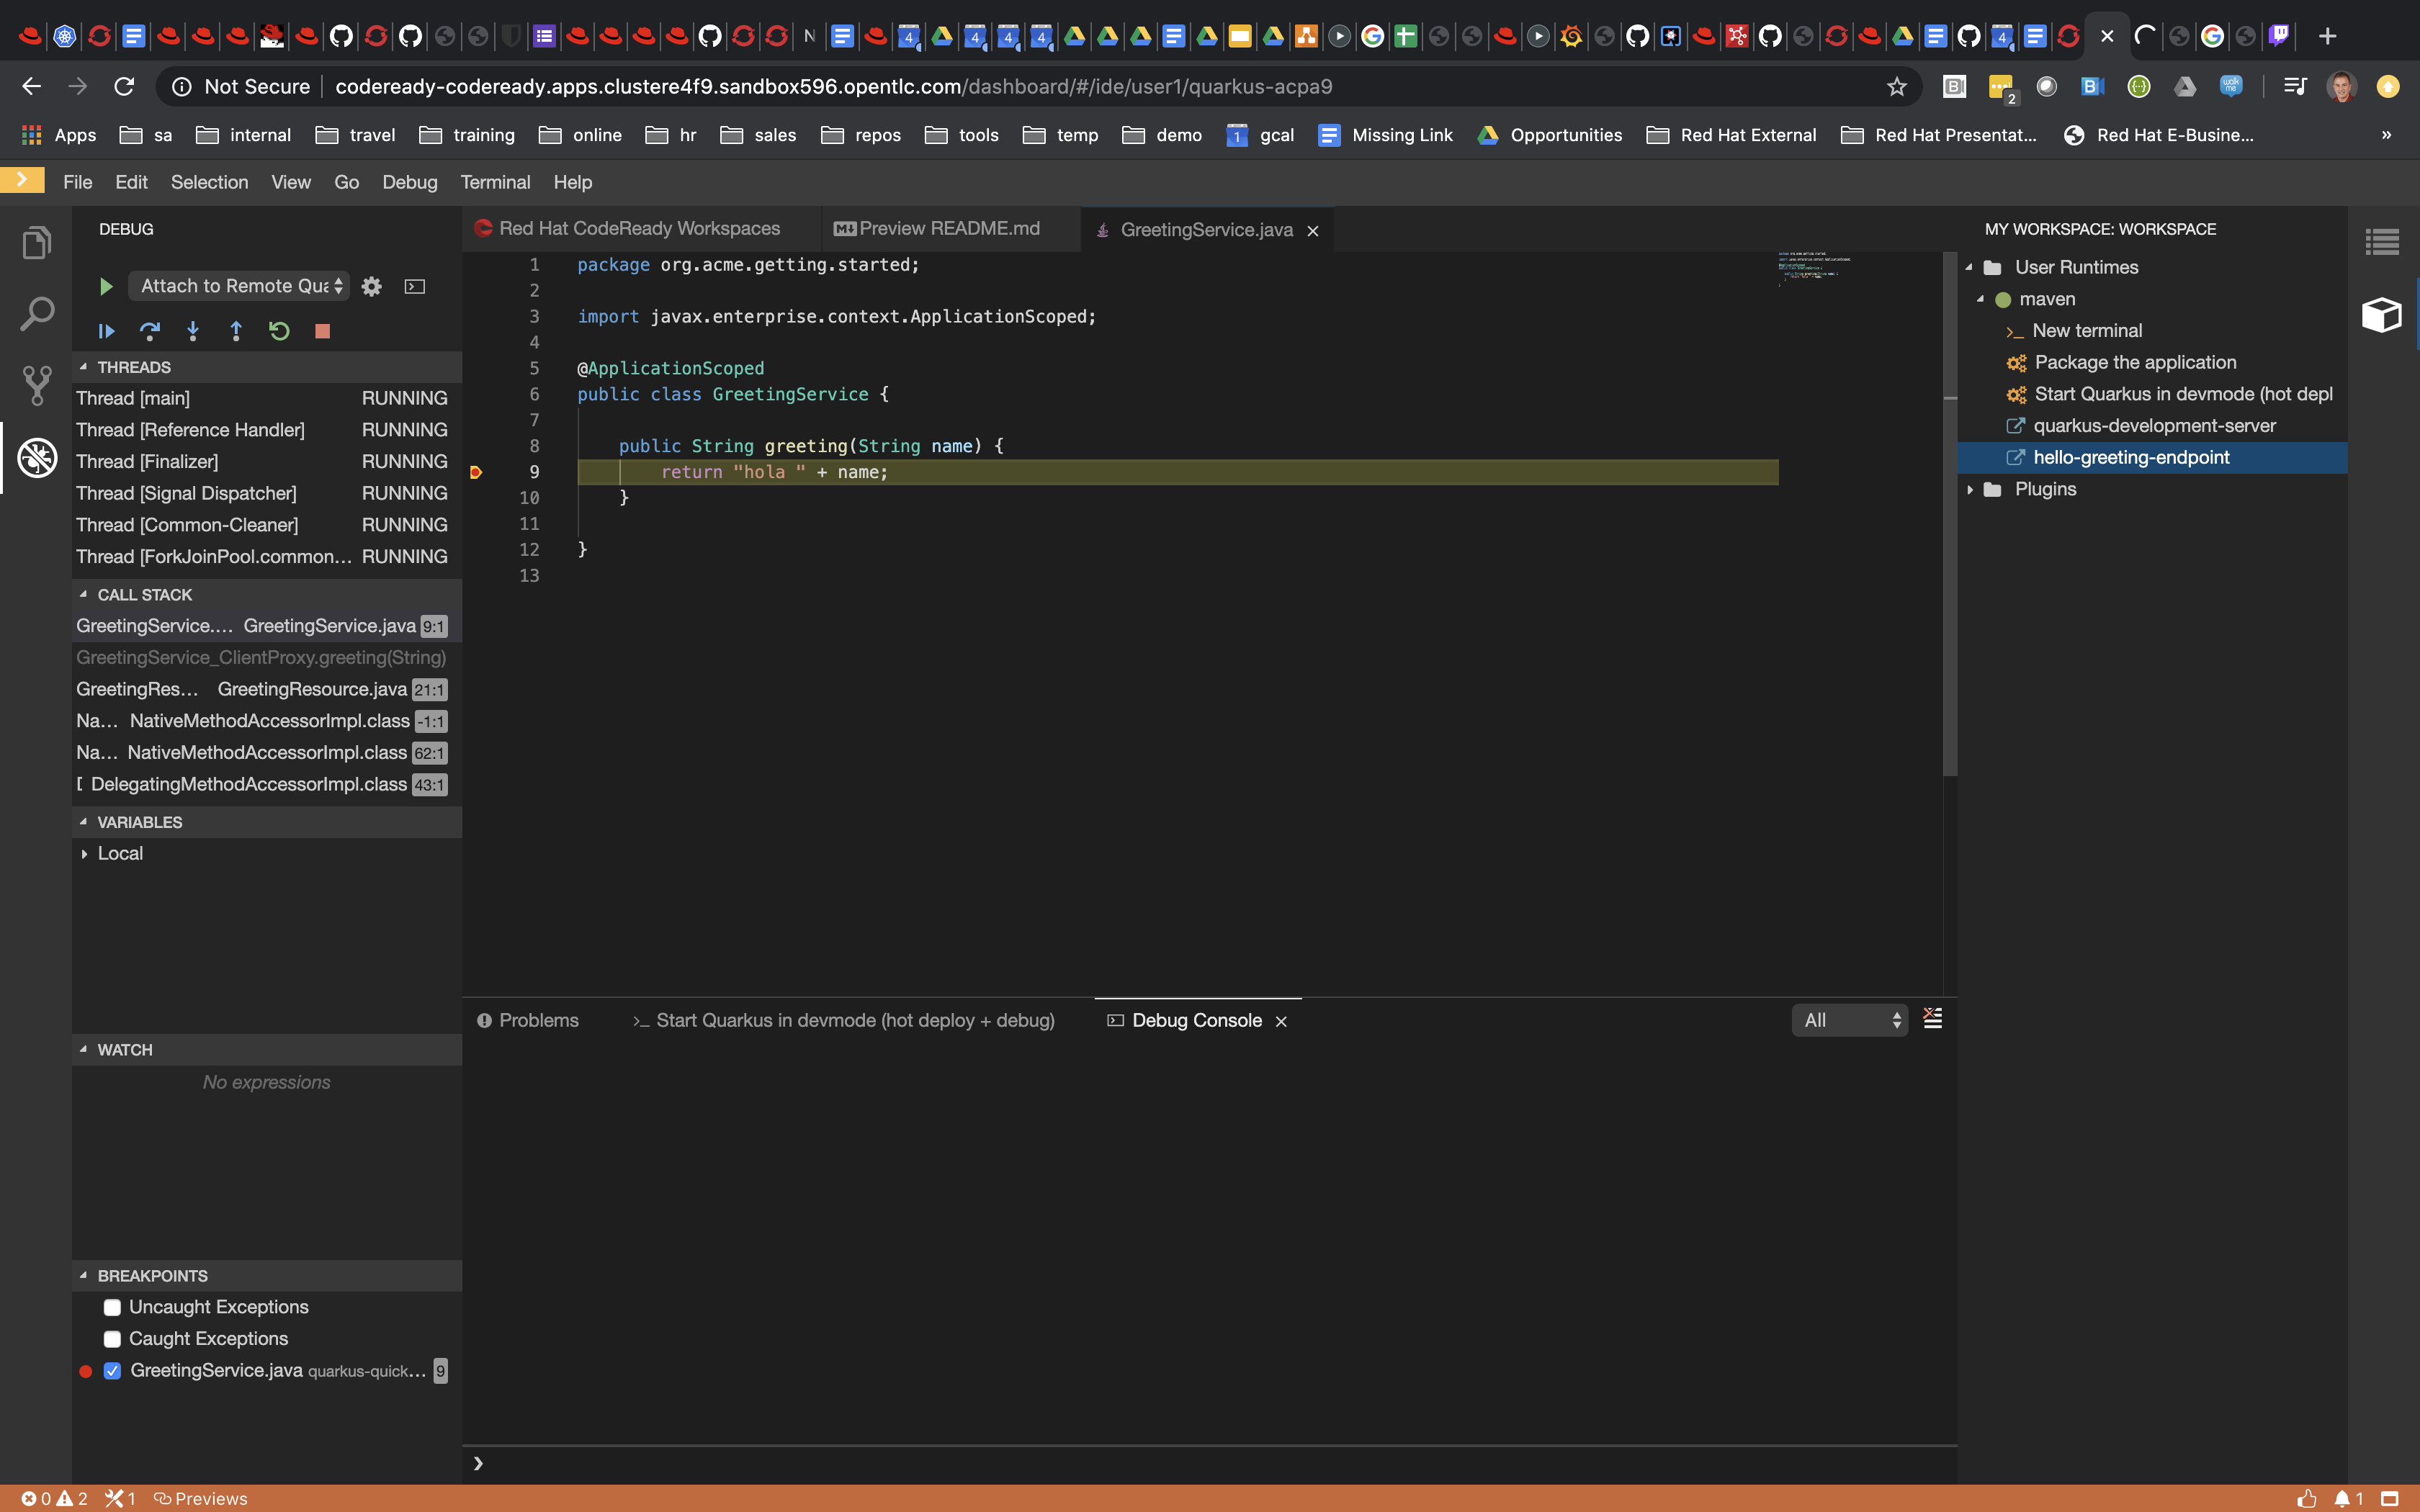 Not Secure codeready-codeready.apps.clustere4f9.sandbox596.opentlc.com/dashboard/#/ide/user1/quarkus-acpa9
2
Apps sa internal travel training online hr sales repos tools temp demo gcal Missing Link Opportunities Red Hat External Red Hat Presentat... Red Hat E-Busine... »
File Edit Selection View Go Debug Terminal Help
DEBUG
Attach to Remote Qua
THREADS
Thread [main] RUNNING
Thread [Reference Handler] RUNNING
Thread [Finalizer] RUNNING
Thread [Signal Dispatcher] RUNNING
Thread [Common-Cleaner] RUNNING
Thread [ForkJoinPool.common... RUNNING
CALL STACK
GreetingService.... GreetingService.java 9:1
GreetingService_ClientProxy.greeting(String)
GreetingRes... GreetingResource.java 21:1
Na... NativeMethodAccessorImpl.class -1:1
Na... NativeMethodAccessorImpl.class 62:1
DelegatingMethodAccessorImpl.class 43:1
VARIABLES
Local
WATCH
No expressions
BREAKPOINTS
Uncaught Exceptions
Caught Exceptions
GreetingService.java quarkus-quick... 9
Red Hat CodeReady Workspaces Preview README.md GreetingService.java
1 package org.acme.getting.started;
2
3 import javax.enterprise.context.ApplicationScoped;
4
5 @ApplicationScoped
6 public class GreetingService {
7
8 public String greeting(String name) {
9 return "hola " + name;
10 }
11
12 }
13
Problems >_ Start Quarkus in devmode (hot deploy + debug) Debug Console All
MY WORKSPACE: WORKSPACE
User Runtimes
maven
>_ New terminal
Package the application
Start Quarkus in devmode (hot depl
quarkus-development-server
hello-greeting-endpoint
Plugins
0 2 1 Previews 1